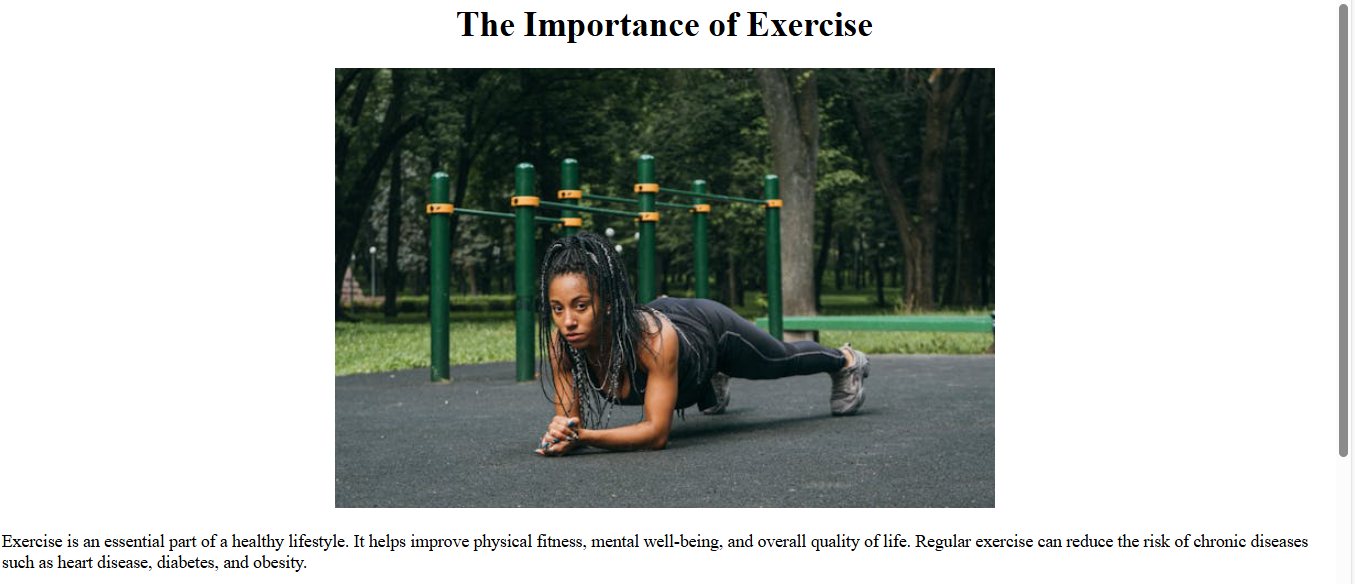 The Importance of Exercise
Exercise is an essential part of a healthy lifestyle. It helps improve physical fitness, mental well-being, and overall quality of life. Regular exercise can reduce the risk of chronic diseases
such as heart disease, diabetes, and obesity.